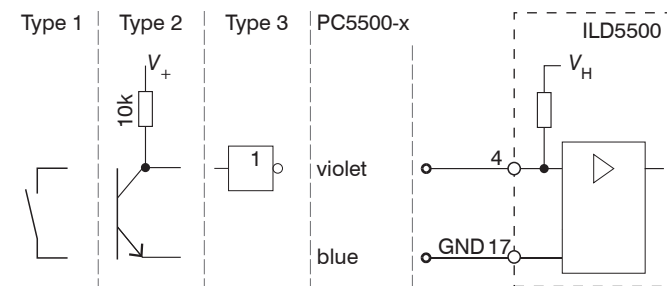 Type 1 Type 2 Type 3 PC5500-x ILD5500
V+ VH
10k
1 violet 4
blue GND 17